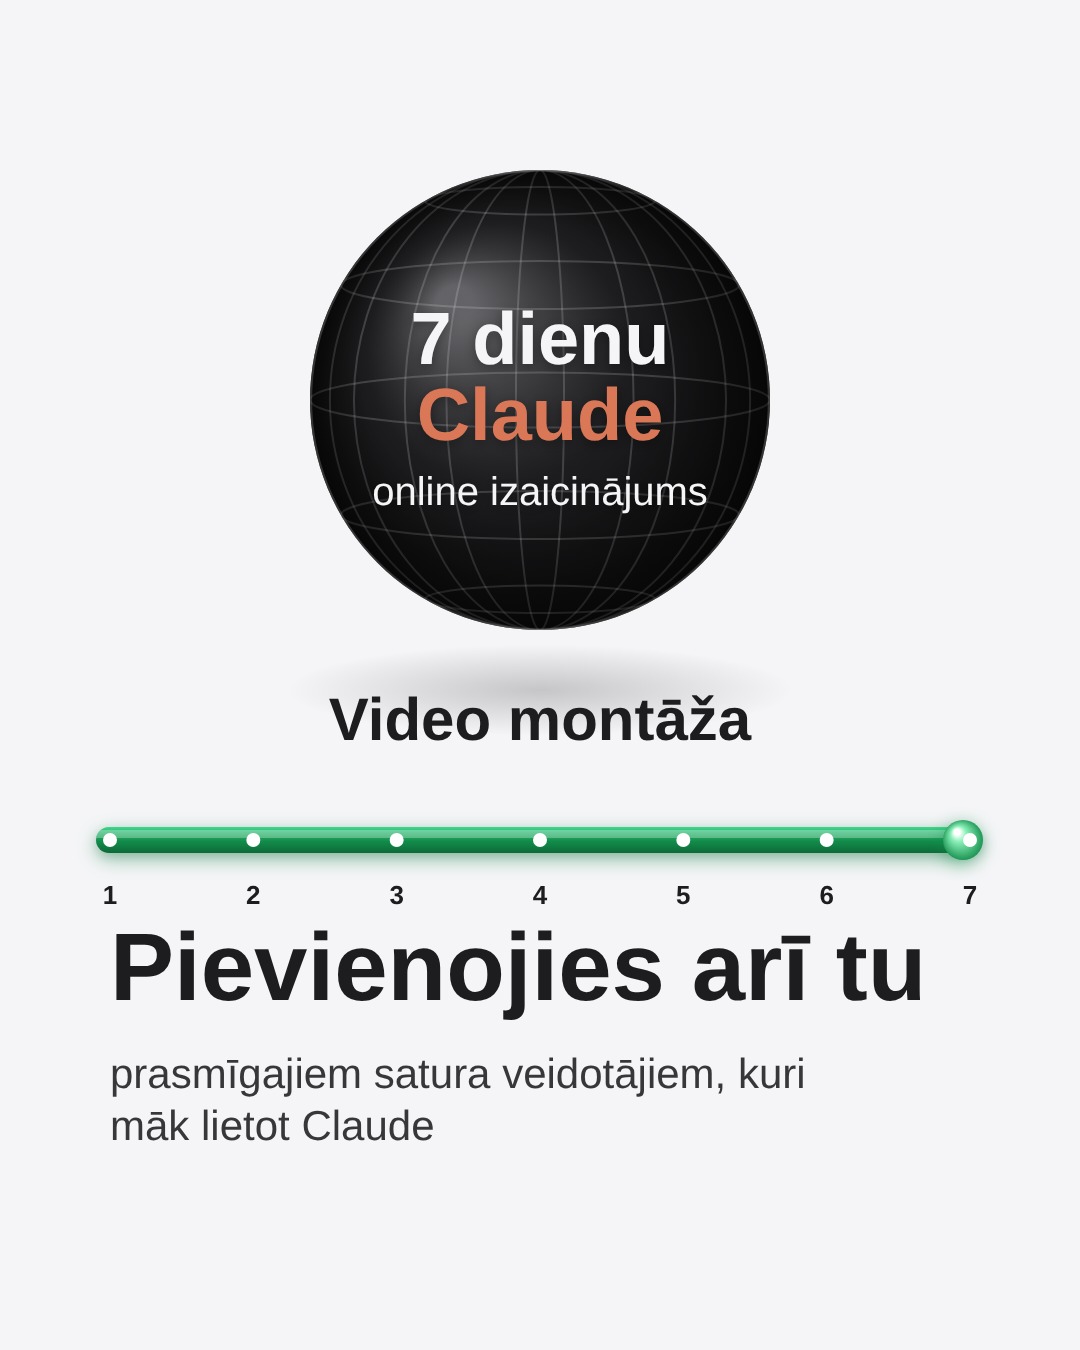 7 dienu
Claude
online izaicinājums
Video montāža
1 2 3 4 5 6 7
Pievienojies arī tu
prasmīgajiem satura veidotājiem, kuri
māk lietot Claude